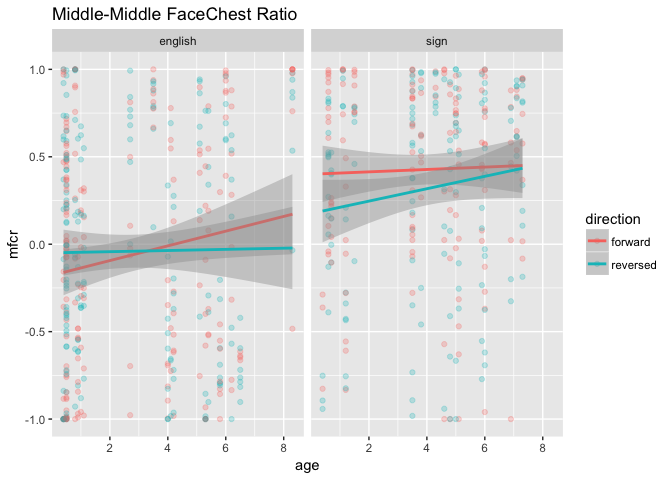 Middle-Middle FaceChest Ratio
english
sign
1.0
0.5
0.0
-0.5
-1.0
mfcr
2
4
6
8
2
4
6
8
age
direction
forward
reversed